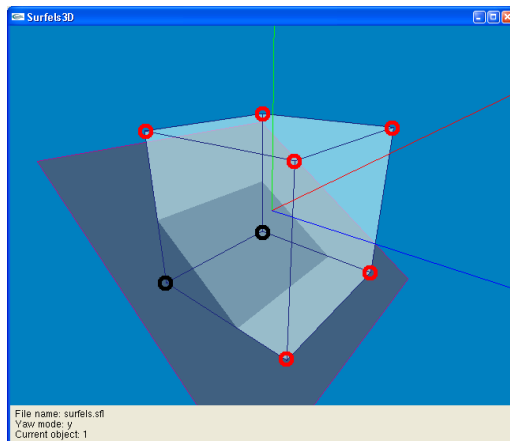 Surfels3D
File name: surfels.sfl
Yaw mode: y
Current object: 1